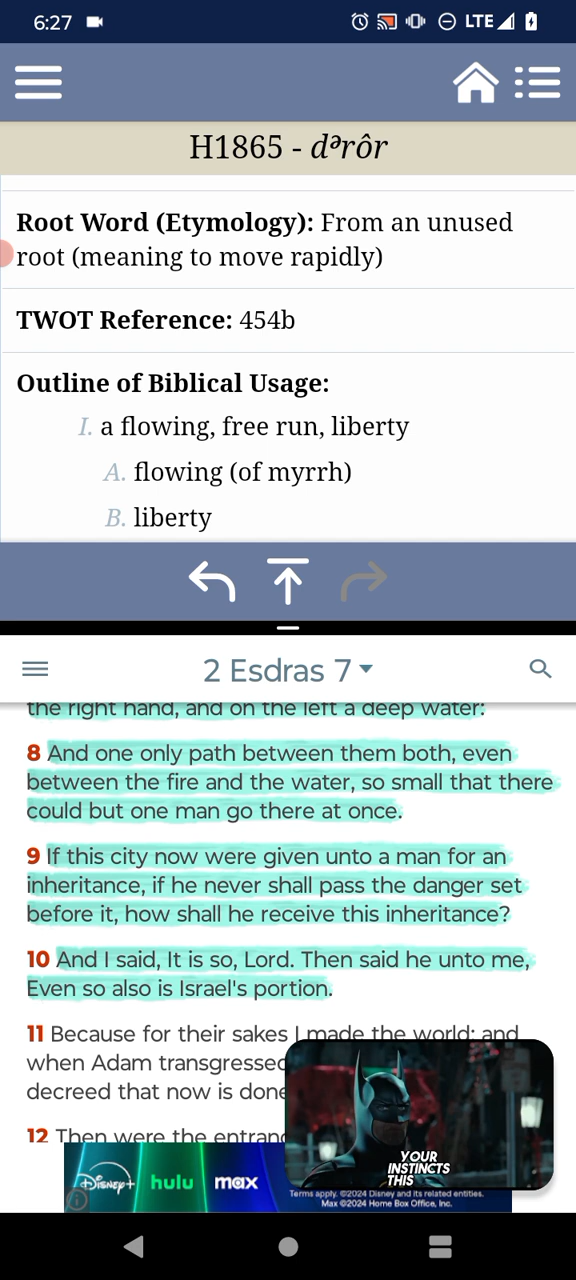 6:27
LTE
H1865 - dᵊrôr
Root Word (Etymology): From an unused
root (meaning to move rapidly)
TWOT Reference: 454b
Outline of Biblical Usage:
I. a flowing, free run, liberty
A. flowing (of myrrh)
B. liberty
2 Esdras 7
the right hand, and on the left a deep water:
8 And one only path between them both, even
between the fire and the water, so small that there
could but one man go there at once.
9 If this city now were given unto a man for an
inheritance, if he never shall pass the danger set
before it, how shall he receive this inheritance?
10 And I said, It is so, Lord. Then said he unto me,
Even so also is Israel's portion.
11 Because for their sakes I made the world: and
when Adam transgressed
decreed that now is done
12 Then were the entran
YOUR
INSTINCTS
THIS
Disney+ hulu max
Terms apply. ©2024 Disney and its related entities.
Max ©2024 Home Box Office, Inc.